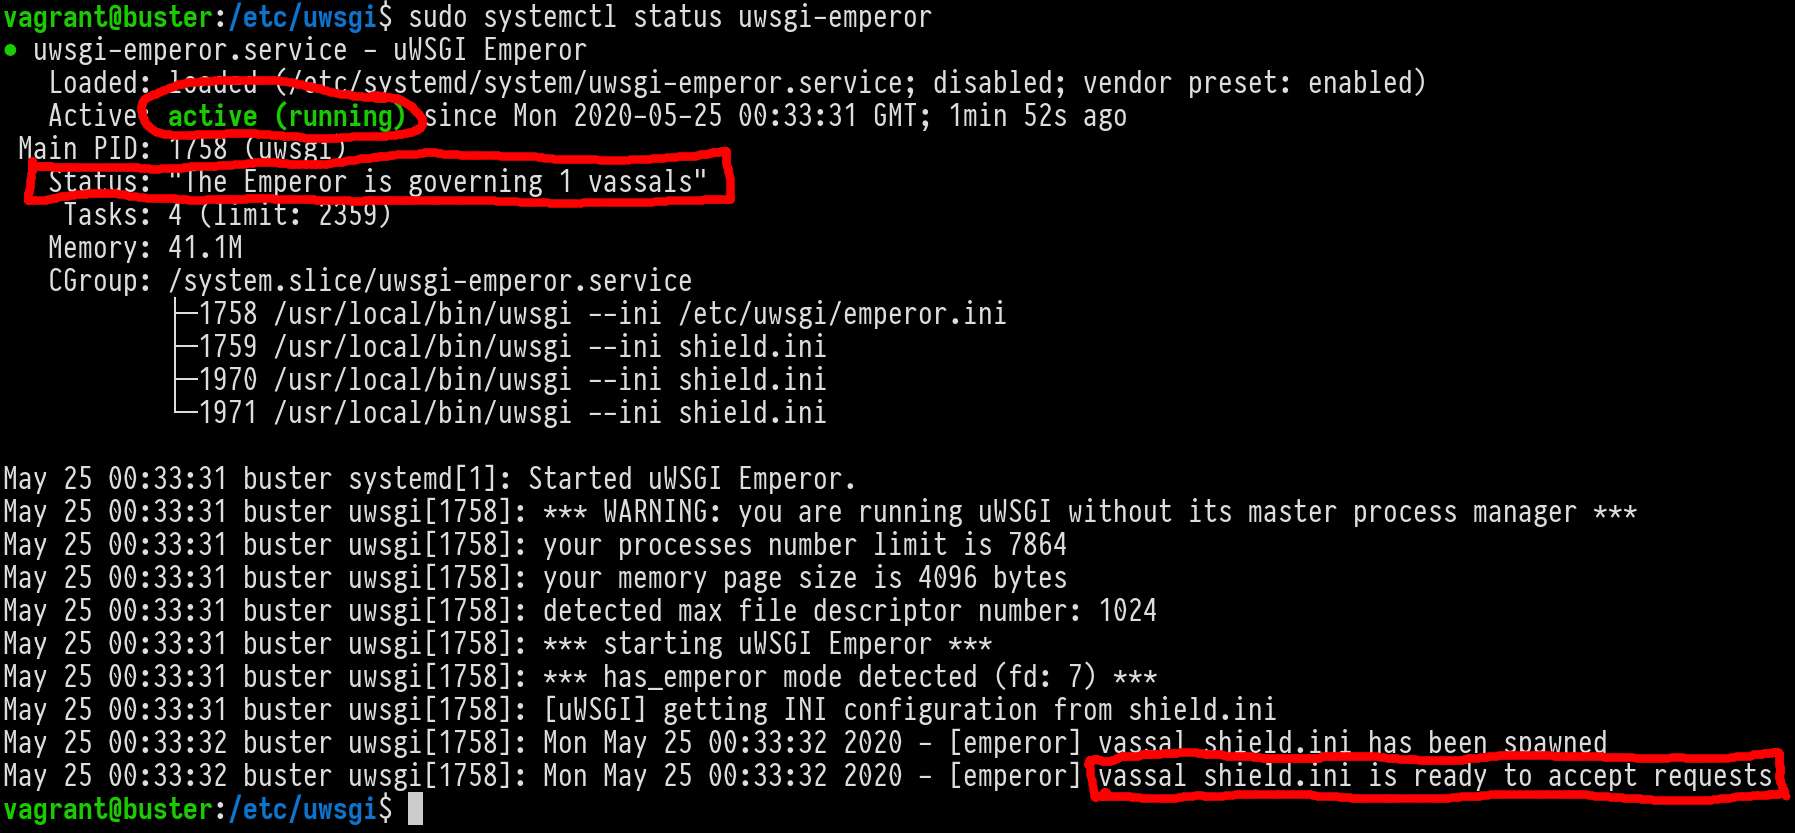 vagrant@buster:/etc/uwsgi$ sudo systemctl status uwsgi-emperor
● uwsgi-emperor.service - uWSGI Emperor
Loaded: loaded (/etc/systemd/system/uwsgi-emperor.service; disabled; vendor preset: enabled)
Active: active (running) since Mon 2020-05-25 00:33:31 GMT; 1min 52s ago
Main PID: 1758 (uwsgi)
Status: "The Emperor is governing 1 vassals"
Tasks: 4 (limit: 2359)
Memory: 41.1M
CGroup: /system.slice/uwsgi-emperor.service
├─1758 /usr/local/bin/uwsgi --ini /etc/uwsgi/emperor.ini
├─1759 /usr/local/bin/uwsgi --ini shield.ini
├─1970 /usr/local/bin/uwsgi --ini shield.ini
└─1971 /usr/local/bin/uwsgi --ini shield.ini
May 25 00:33:31 buster systemd[1]: Started uWSGI Emperor.
May 25 00:33:31 buster uwsgi[1758]: *** WARNING: you are running uWSGI without its master process manager ***
May 25 00:33:31 buster uwsgi[1758]: your processes number limit is 7864
May 25 00:33:31 buster uwsgi[1758]: your memory page size is 4096 bytes
May 25 00:33:31 buster uwsgi[1758]: detected max file descriptor number: 1024
May 25 00:33:31 buster uwsgi[1758]: *** starting uWSGI Emperor ***
May 25 00:33:31 buster uwsgi[1758]: *** has_emperor mode detected (fd: 7) ***
May 25 00:33:31 buster uwsgi[1758]: [uWSGI] getting INI configuration from shield.ini
May 25 00:33:32 buster uwsgi[1758]: Mon May 25 00:33:32 2020 - [emperor] vassal shield.ini has been spawned
May 25 00:33:32 buster uwsgi[1758]: Mon May 25 00:33:32 2020 - [emperor] vassal shield.ini is ready to accept requests
vagrant@buster:/etc/uwsgi$